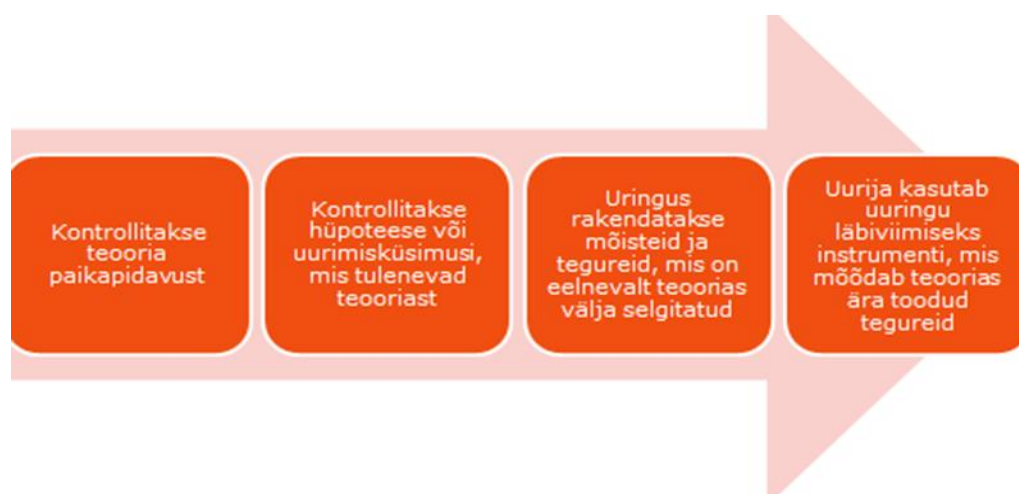 Kontrollitakse
teooria
paikapidavust
Kontrollitakse
hüpoteese või
uurimisküsimusi,
mis tulenevad
teooriast
Uringus
rakendatakse
mõisteid ja
tegureid, mis on
eelnevalt teoorias
välja selgitatud
Uurija kasutab
uuringu
läbiviimiseks
instrumenti, mis
mõõdab teoorias
ära toodud
tegureid